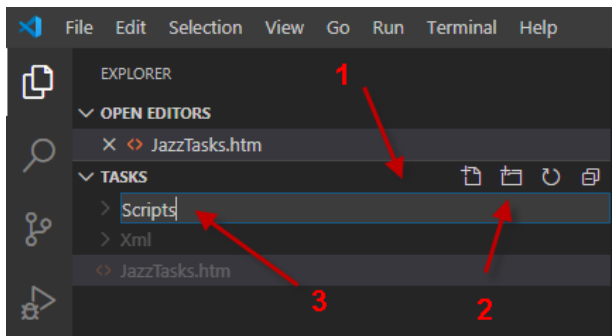 File Edit Selection View Go Run Terminal Help
EXPLORER
1
OPEN EDITORS
JazzTasks.htm
TASKS
Scripts
Xml
JazzTasks.htm
3
2